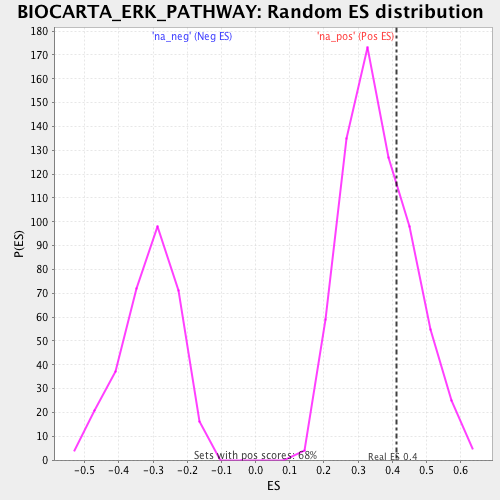 BIOCARTA_ERK_PATHWAY: Random ES distribution
'na_neg' (Neg ES) 'na_pos' (Pos ES)
180
170
160
150
140
130
120
110
100
90
80
70
60
50
40
30
20
10
0
P(ES)
Sets with pos scores: 68%
Real ES 0.4
-0.5 -0.4 -0.3 -0.2 -0.1 0.0 0.1 0.2 0.3 0.4 0.5 0.6
ES